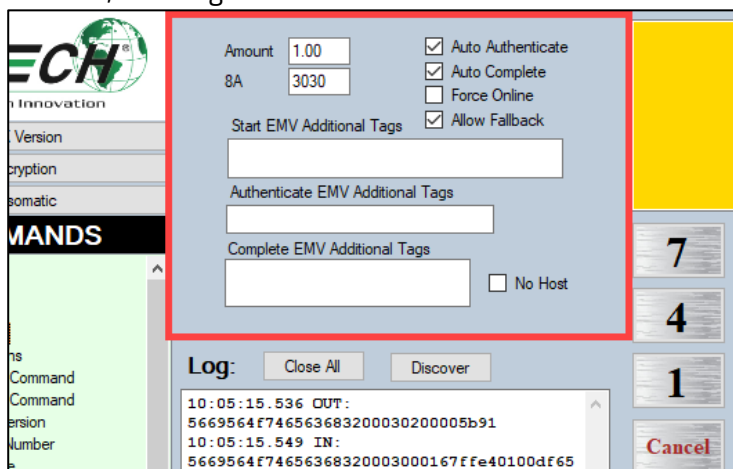 ECH®
n Innovation
Version
cryption
somatic
MANDS
ns
Command
Command
ersion
Number
e
Amount 1.00
8A 3030
Auto Authenticate
Auto Complete
Force Online
Allow Fallback
Start EMV Additional Tags
Authenticate EMV Additional Tags
Complete EMV Additional Tags
No Host
Log: Close All Discover
10:05:15.536 OUT:
5669564f746563683200030200005b91
10:05:15.549 IN:
5669564f74656368320003000167ffe40100df65
7
4
1
Cancel